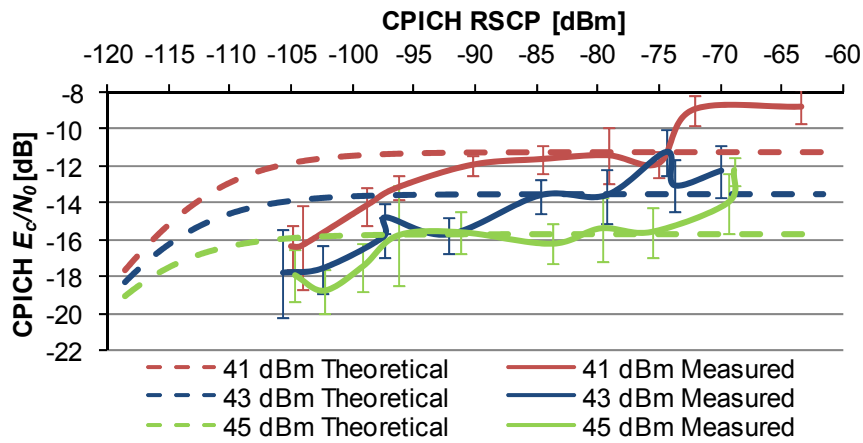 CPICH RSCP [dBm]
-120 -115 -110 -105 -100 -95 -90 -85 -80 -75 -70 -65 -60
CPICH Ec/N0 [dB]
-8
-10
-12
-14
-16
-18
-20
-22
41 dBm Theoretical 41 dBm Measured
43 dBm Theoretical 43 dBm Measured
45 dBm Theoretical 45 dBm Measured